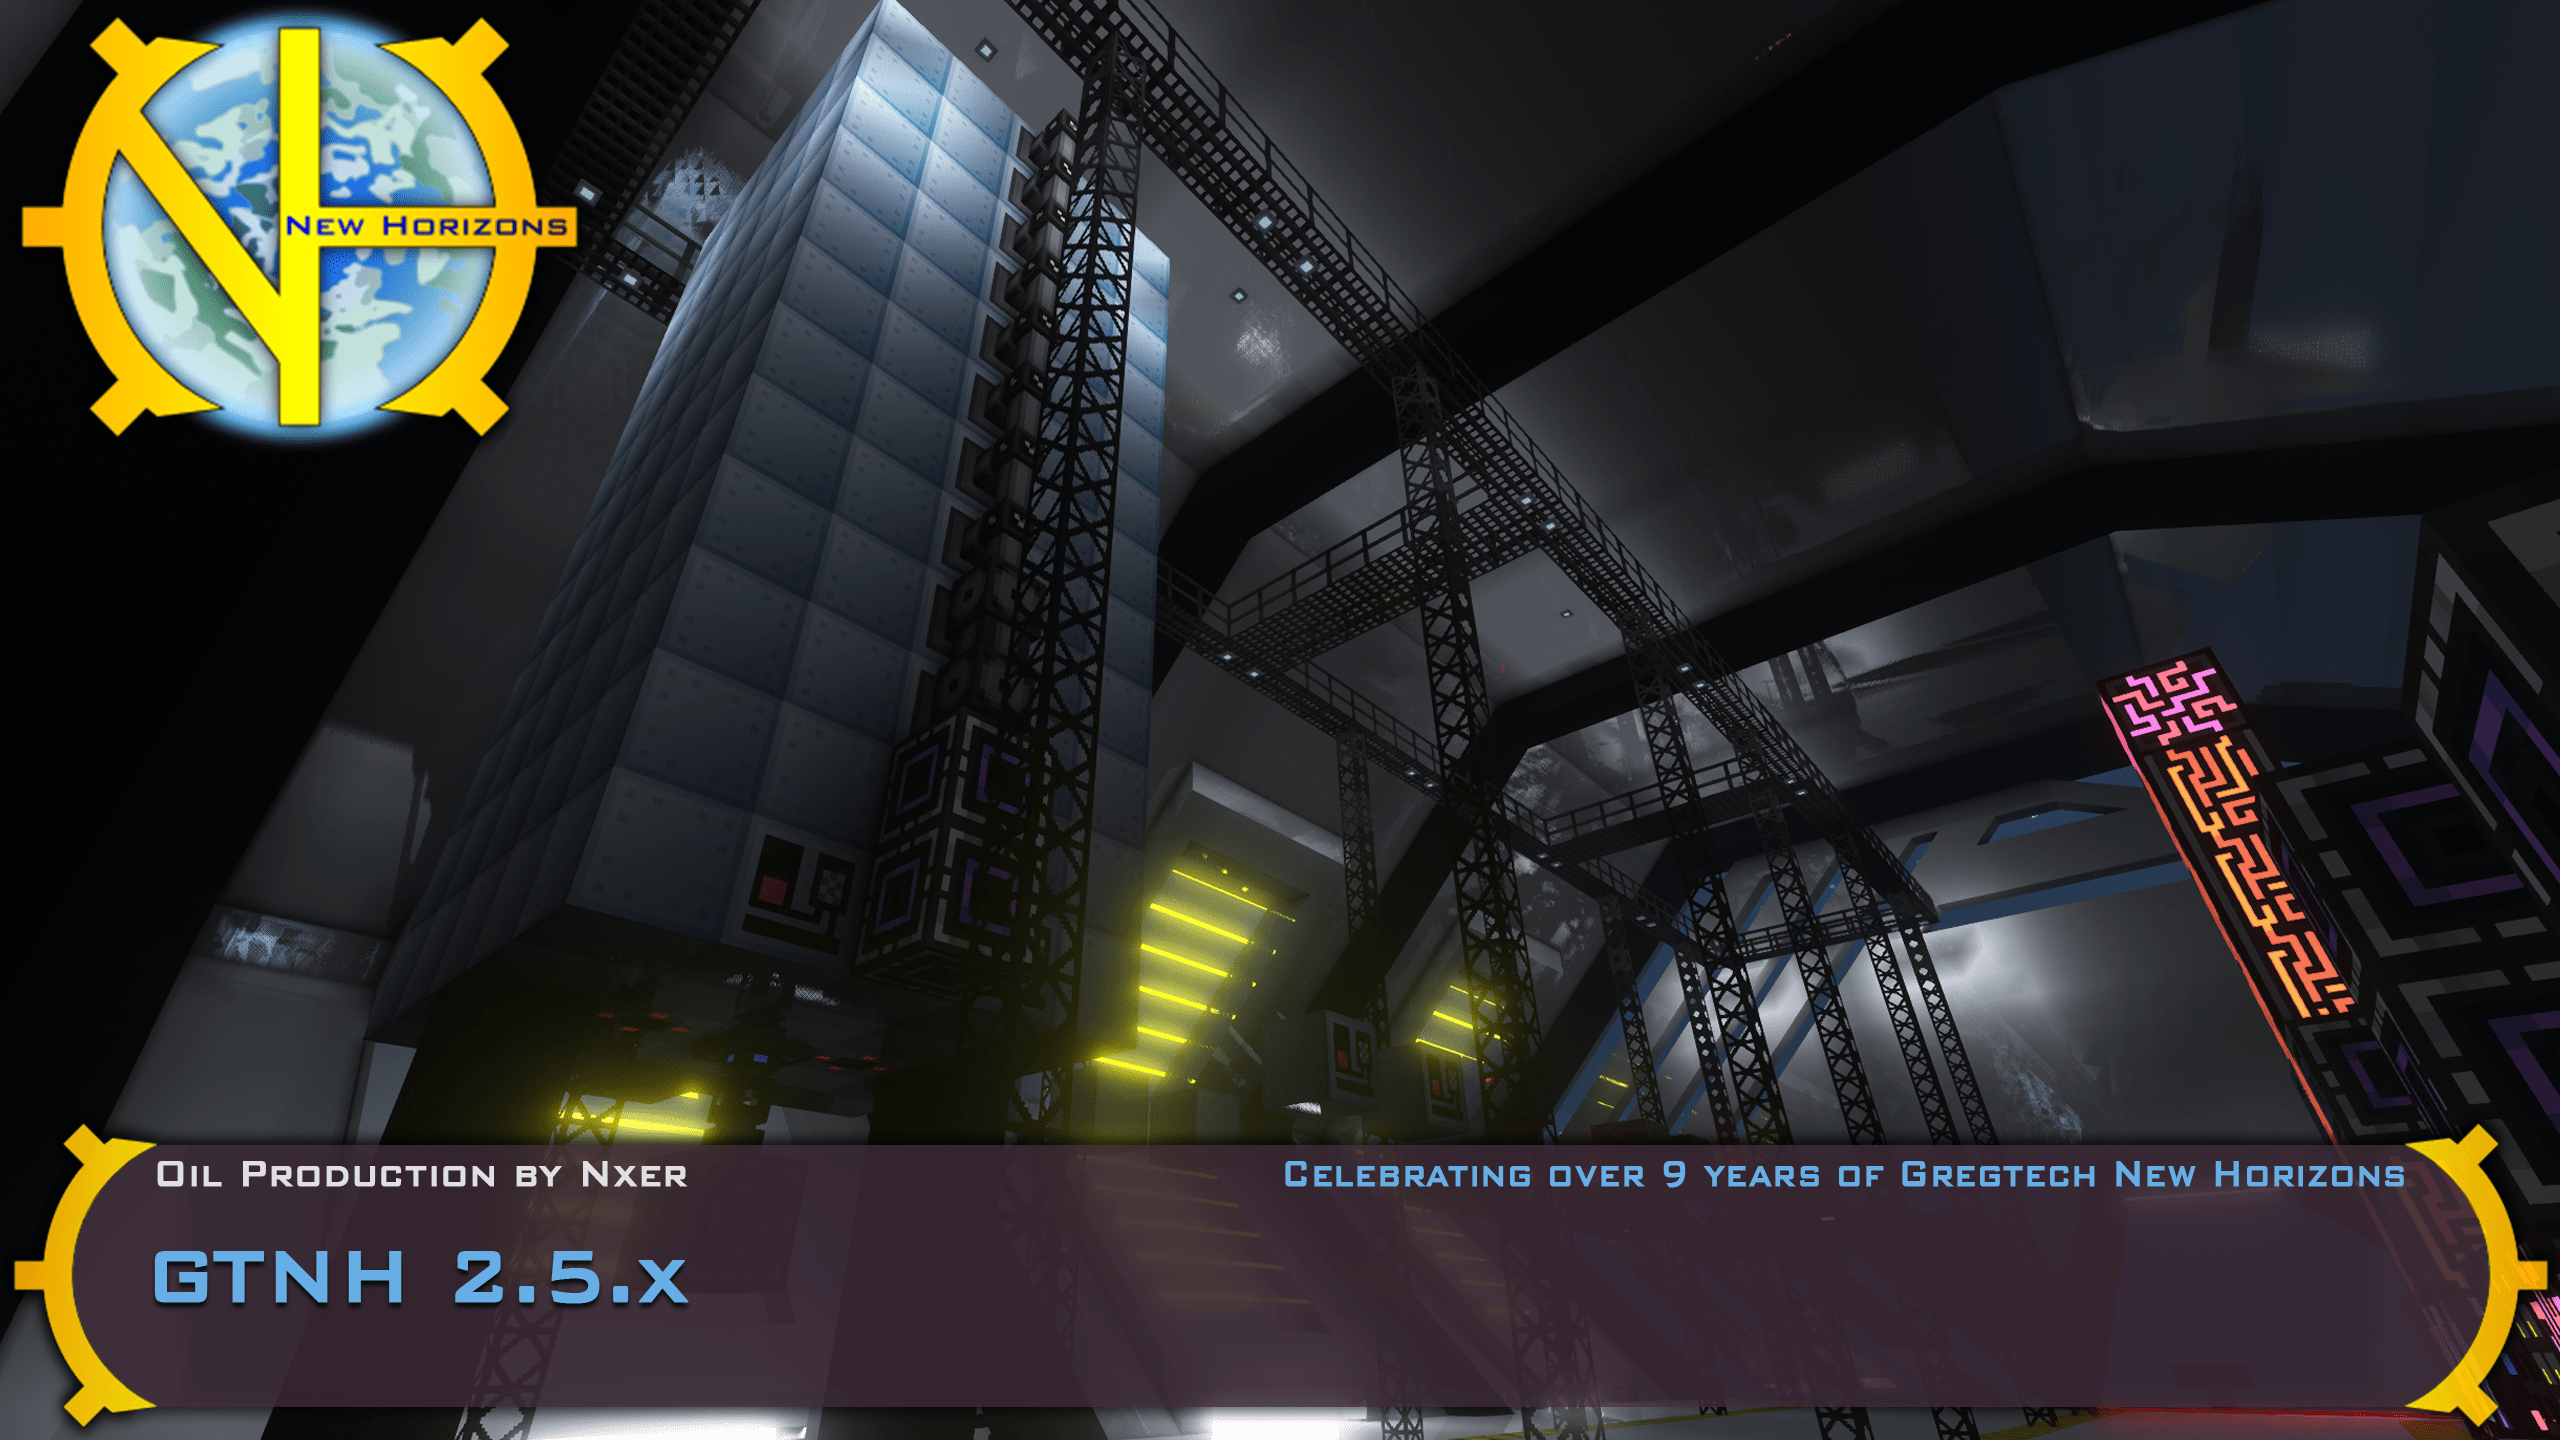 New Horizons
Oil Production by Nxer
Celebrating over 9 years of Gregtech New Horizons
GTNH 2.5.x